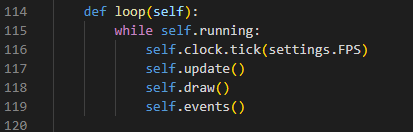 114 def loop(self):
115 while self.running:
116 self.clock.tick(settings.FPS)
117 self.update()
118 self.draw()
119 self.events()
120